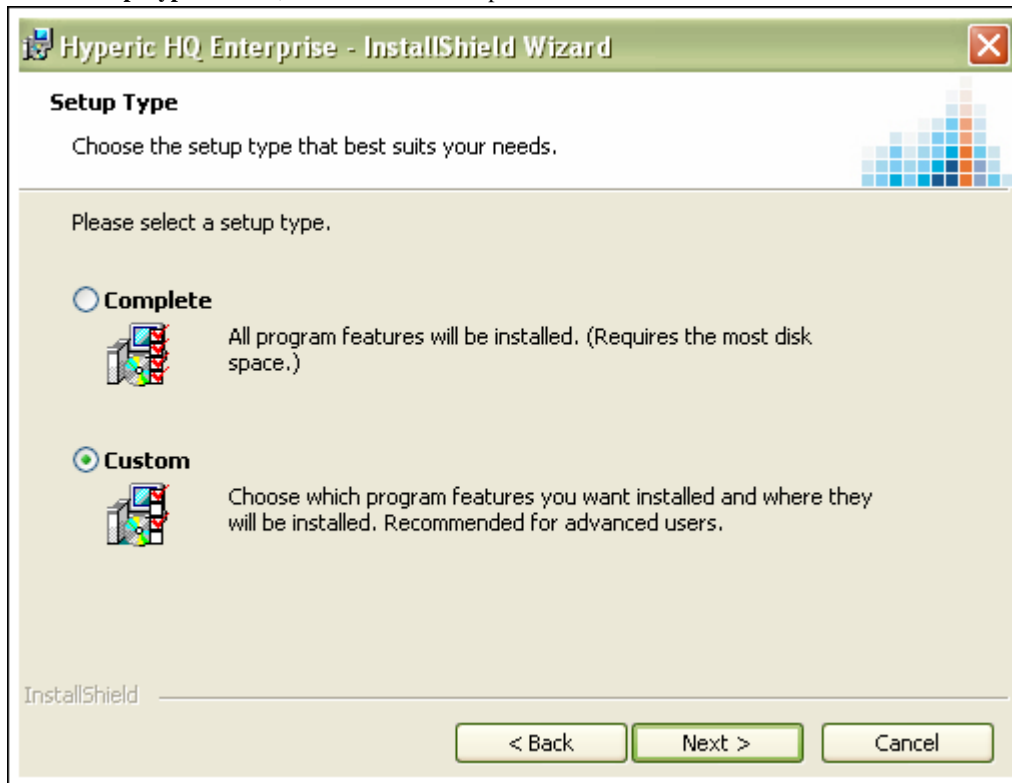 Hyperic HQ Enterprise - InstallShield Wizard
Setup Type
Choose the setup type that best suits your needs.
Please select a setup type.
Complete
All program features will be installed. (Requires the most disk
space.)
Custom
Choose which program features you want installed and where they
will be installed. Recommended for advanced users.
InstallShield
< Back
Next >
Cancel